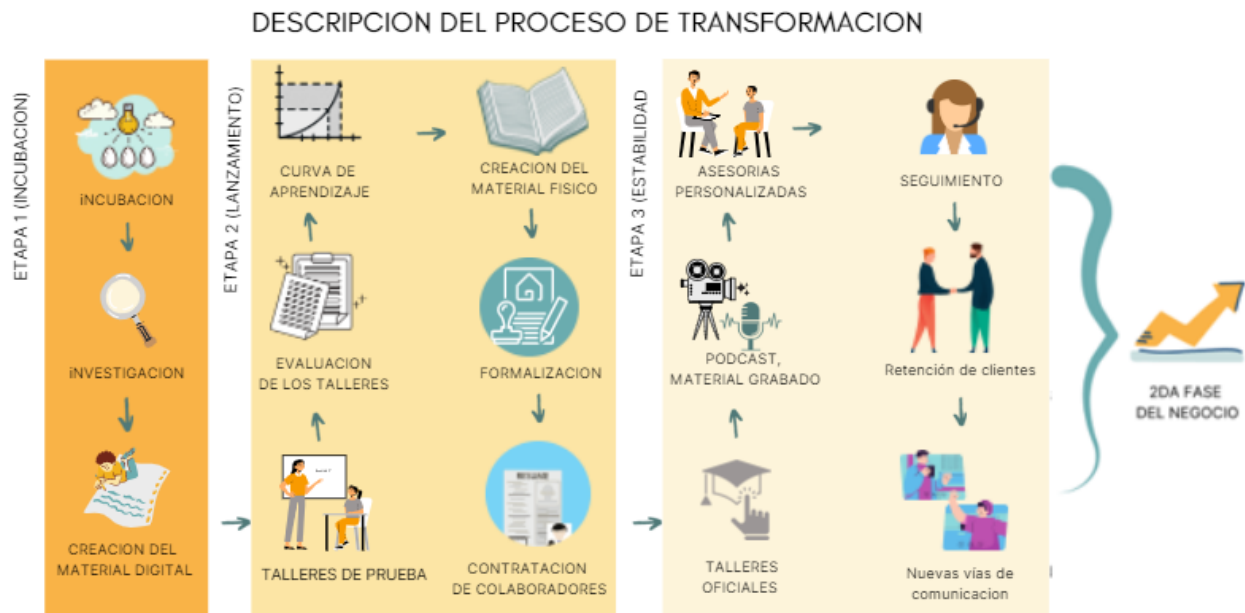 DESCRIPCION DEL PROCESO DE TRANSFORMACION
ETAPA 1 (INCUBACION)
iNCUBACION
iNVESTIGACION
CREACION DEL
MATERIAL DIGITAL
ETAPA 2 (LANZAMIENTO)
TALLERES DE PRUEBA
EVALUACION
DE LOS TALLERES
CURVA DE
APRENDIZAJE
CREACION DEL
MATERIAL FISICO
FORMALIZACION
RESUME
CONTRATACION
DE COLABORADORES
ETAPA 3 (ESTABILIDAD
TALLERES
OFICIALES
PODCAST,
MATERIAL GRABADO
ASESORIAS
PERSONALIZADAS
SEGUIMIENTO
Retención de clientes
Nuevas vías de
comunicacion
2DA FASE
DEL NEGOCIO